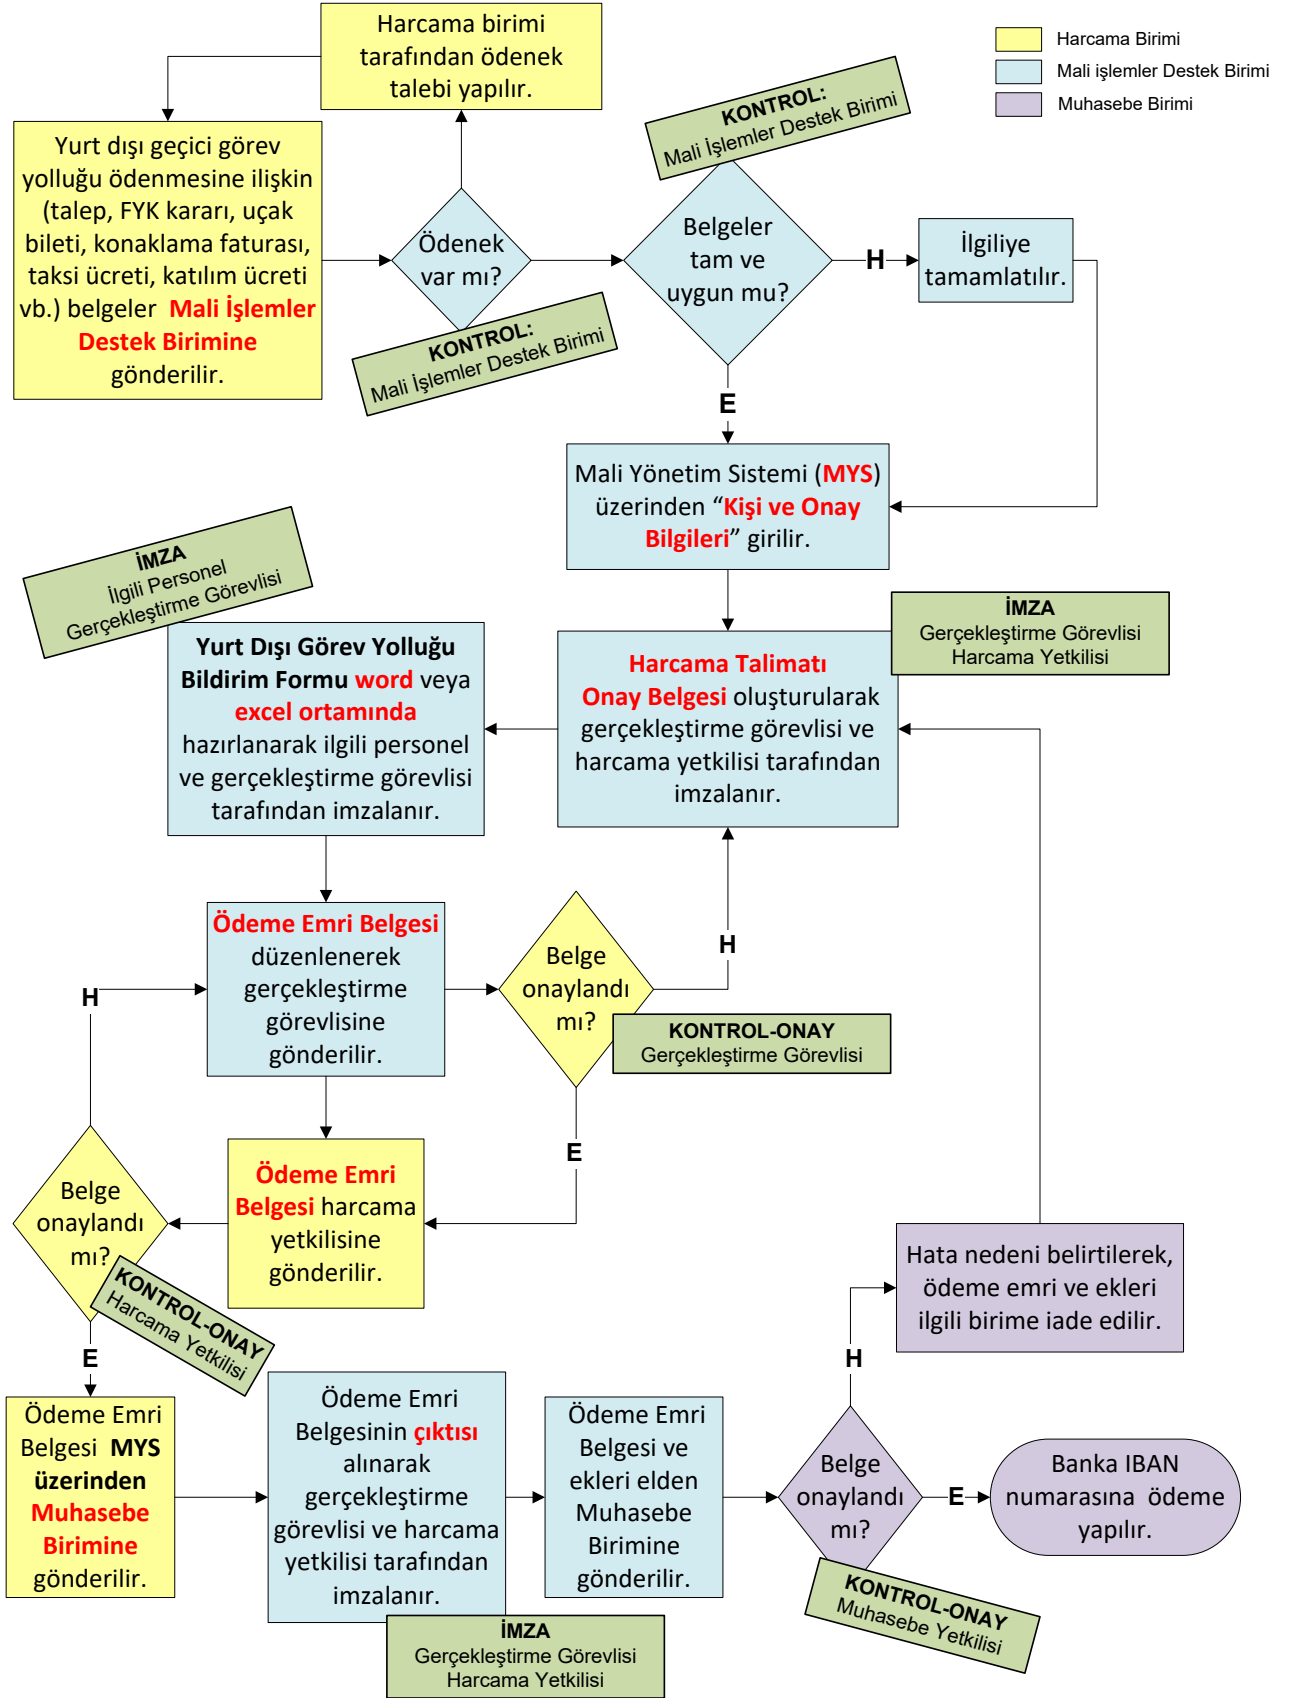 Harcama birimi
tarafından ödenek
talebi yapılır.
Harcama Birimi
Mali işlemler Destek Birimi
Muhasebe Birimi
KONTROL:
Mali İşlemler Destek Birimi
Yurt dışı geçici görev
yolluğu ödenmesine ilişkin
(talep, FYK kararı, uçak
bileti, konaklama faturası,
taksi ücreti, katılım ücreti
vb.) belgeler Mali İşlemler
Destek Birimine
gönderilir.
Ödenek
var mı?
KONTROL:
Mali İşlemler Destek Birimi
Belgeler
tam ve
uygun mu?
H
İlgiliye
tamamlatılır.
E
Mali Yönetim Sistemi (MYS)
üzerinden “Kişi ve Onay
Bilgileri” girilir.
İMZA
İlgili Personel
Gerçekleştirme Görevlisi
İMZA
Gerçekleştirme Görevlisi
Harcama Yetkilisi
Yurt Dışı Görev Yolluğu
Bildirim Formu word veya
excel ortamında
hazırlanarak ilgili personel
ve gerçekleştirme görevlisi
tarafından imzalanır.
Harcama Talimatı
Onay Belgesi oluşturularak
gerçekleştirme görevlisi ve
harcama yetkilisi tarafından
imzalanır.
Ödeme Emri Belgesi
düzenlenerek
gerçekleştirme
görevlisine
gönderilir.
Belge
onaylandı
mı?
H
KONTROL-ONAY
Gerçekleştirme Görevlisi
E
H
Ödeme Emri
Belgesi harcama
yetkilisine
gönderilir.
Belge
onaylandı
mı?
KONTROL-ONAY
Harcama Yetkilisi
E
Hata nedeni belirtilerek,
ödeme emri ve ekleri
ilgili birime iade edilir.
H
Ödeme Emri
Belgesi MYS
üzerinden
Muhasebe
Birimine
gönderilir.
Ödeme Emri
Belgesinin çıktısı
alınarak
gerçekleştirme
görevlisi ve harcama
yetkilisi tarafından
imzalanır.
İMZA
Gerçekleştirme Görevlisi
Harcama Yetkilisi
Ödeme Emri
Belgesi ve
ekleri elden
Muhasebe
Birimine
gönderilir.
Belge
onaylandı
mı?
E
KONTROL-ONAY
Muhasebe Yetkilisi
Banka IBAN
numarasına ödeme
yapılır.